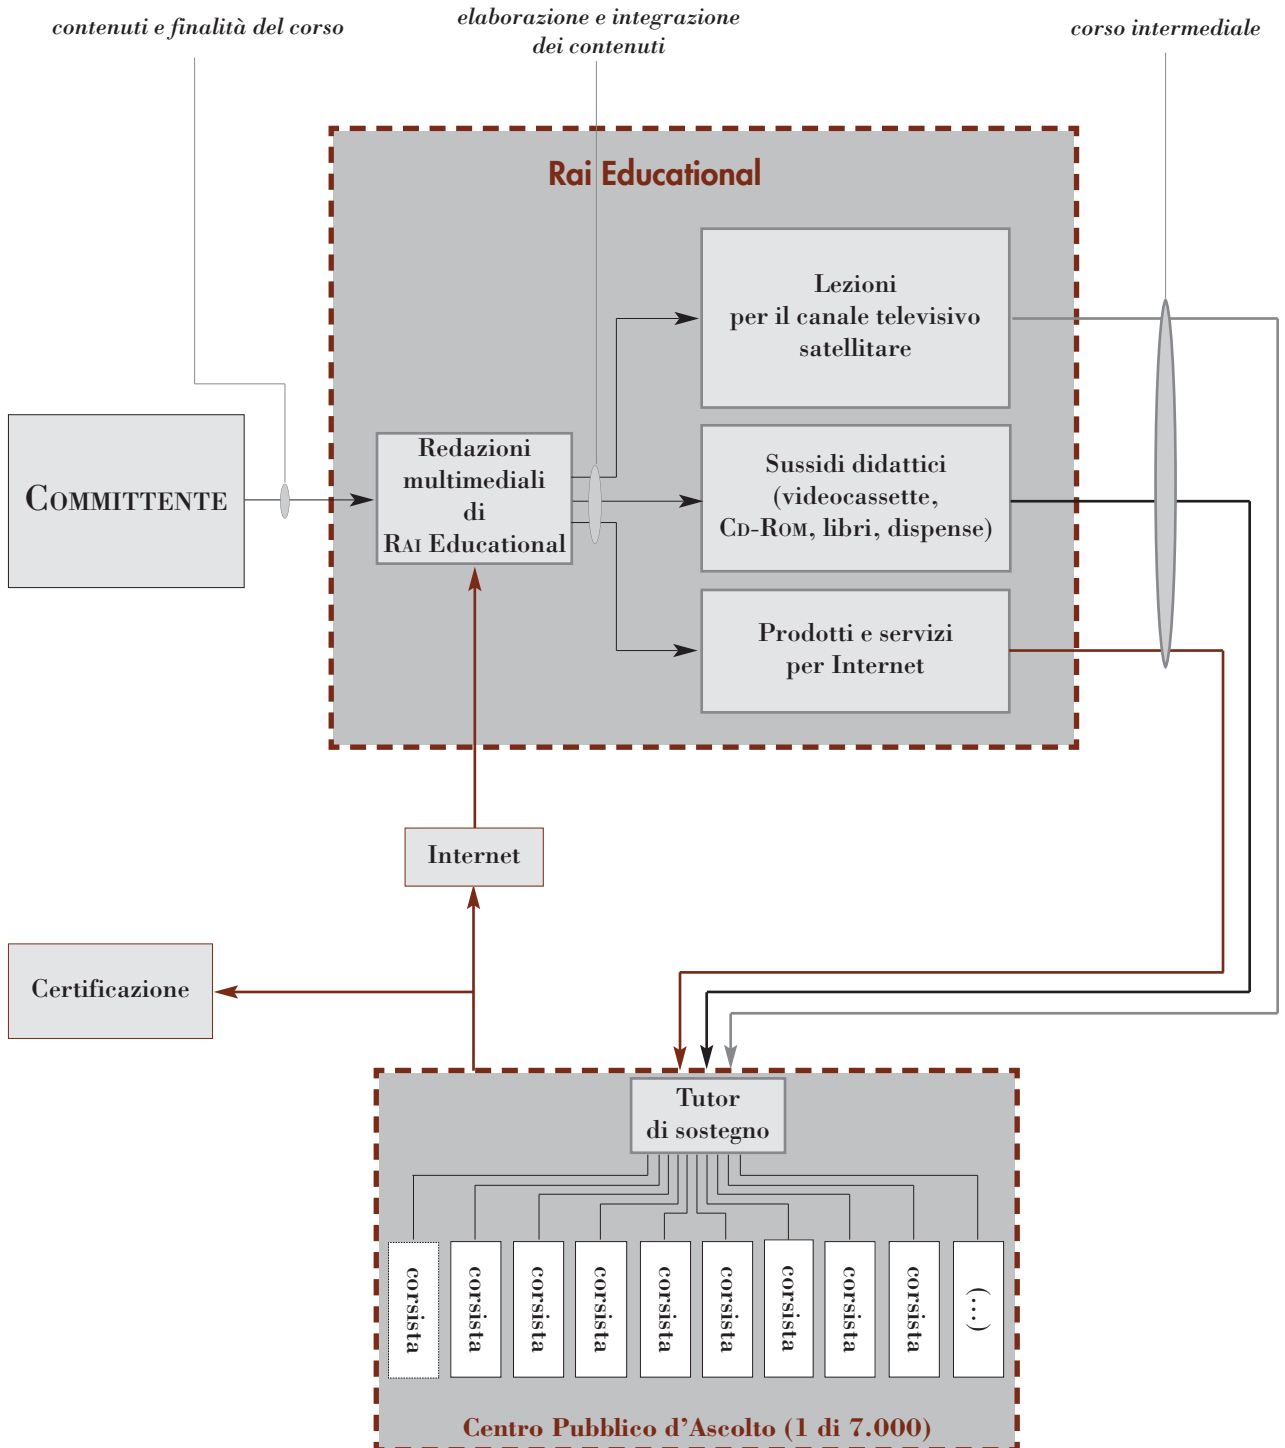 contenuti e finalità del corso
elaborazione e integrazione
dei contenuti
corso intermediale
Rai Educational
Lezioni
per il canale televisivo
satellitare
COMMITTENTE
Redazioni
multimediali
di
RAI Educational
Sussidi didattici
(videocassette,
CD-ROM, libri, dispense)
Prodotti e servizi
per Internet
Internet
Certificazione
Tutor
di sostegno
corsista
corsista
corsista
corsista
corsista
corsista
corsista
corsista
corsista
(...)
Centro Pubblico d'Ascolto (1 di 7.000)